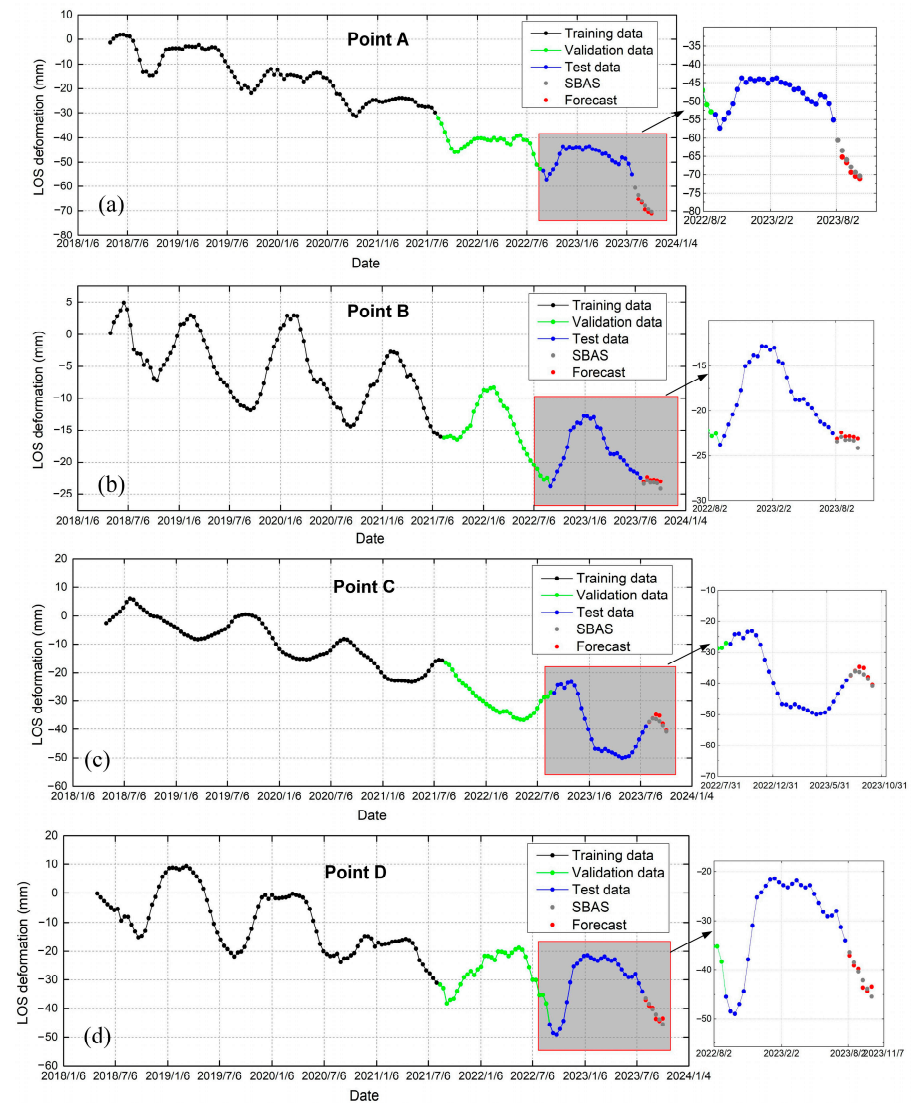 Point A
Training data
Validation data
Test data
SBAS
Forecast
LOS deformation (mm)
10
0
−10
−20
−30
−40
−50
−60
−70
−80
(a)
2018/1/6 2018/7/6 2019/1/6 2019/7/6 2020/1/6 2020/7/6 2021/1/6 2021/7/6 2022/1/6 2022/7/6 2023/1/6 2023/7/6 2024/1/4
Date
−35
−40
−45
−50
−55
−60
−65
−70
−75
−80
2022/8/2 2023/2/2 2023/8/2
Point B
Training data
Validation data
Test data
SBAS
Forecast
LOS deformation (mm)
5
0
−5
−10
−15
−20
−25
(b)
2018/1/6 2018/7/6 2019/1/6 2019/7/6 2020/1/6 2020/7/6 2021/1/6 2021/7/6 2022/1/6 2022/7/6 2023/1/6 2023/7/6 2024/1/4
Date
−15
−20
−25
−30
2022/8/2 2023/2/2 2023/8/2
Point C
Training data
Validation data
Test data
SBAS
Forecast
LOS deformation (mm)
20
10
0
−10
−20
−30
−40
−50
−60
(c)
2018/1/6 2018/7/6 2019/1/6 2019/7/6 2020/1/6 2020/7/6 2021/1/6 2021/7/6 2022/1/6 2022/7/6 2023/1/6 2023/7/6 2024/1/4
Date
−10
−20
−30
−40
−50
−60
−70
2022/7/31 2022/12/31 2023/5/31 2023/10/31
Point D
Training data
Validation data
Test data
SBAS
Forecast
LOS deformation (mm)
20
10
0
−10
−20
−30
−40
−50
−60
(d)
2018/1/6 2018/7/6 2019/1/6 2019/7/6 2020/1/6 2020/7/6 2021/1/6 2021/7/6 2022/1/6 2022/7/6 2023/1/6 2023/7/6 2024/1/4
Date
−20
−30
−40
−50
2022/8/2 2023/2/2 2023/8/2 2023/11/7